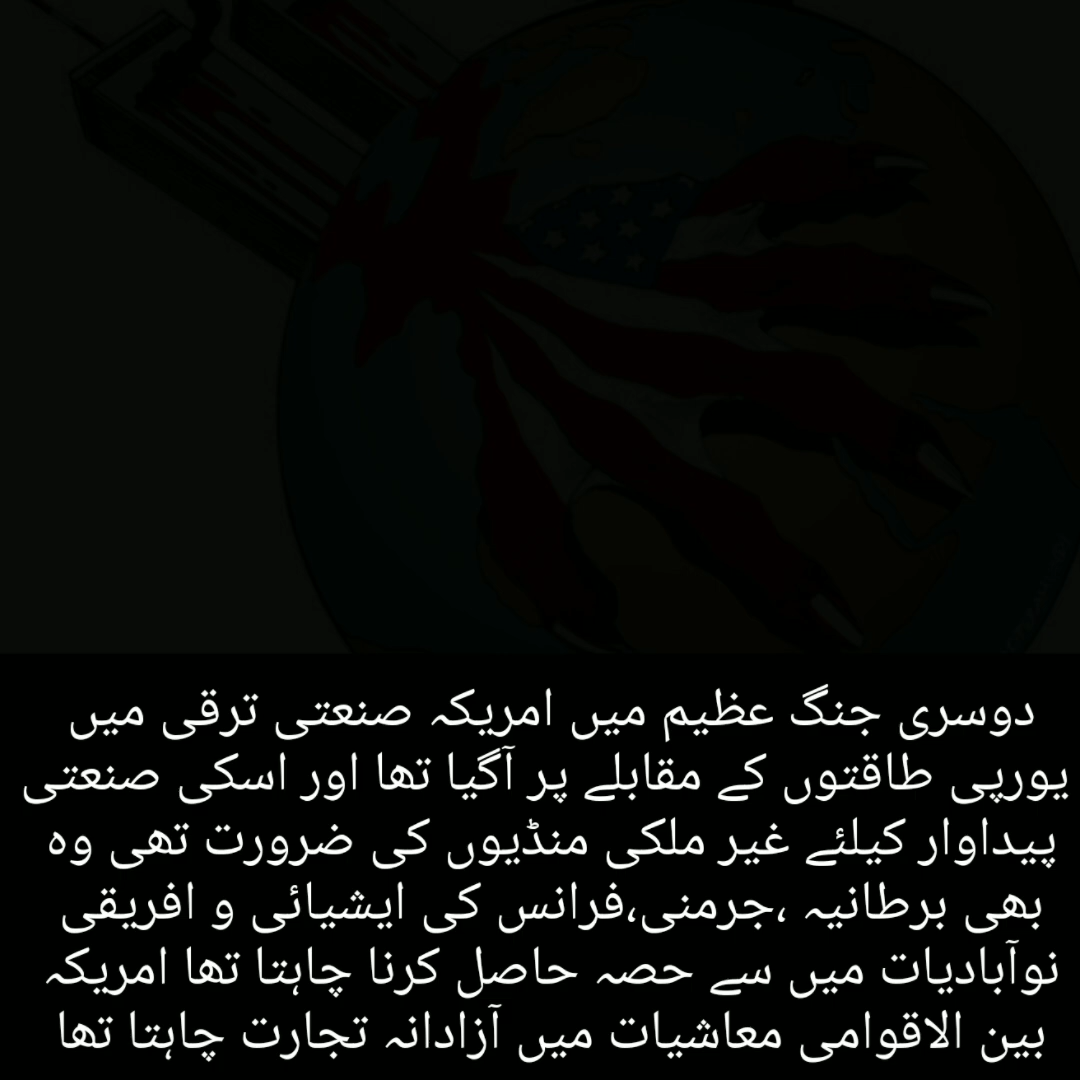 دوسری جنگ عظیم میں امریکہ صنعتی ترقی میں
یورپی طاقتوں کے مقابلے پر آگیا تھا اور اسکی صنعتی
پیداوار کیلئے غیر ملکی منڈیوں کی ضرورت تھی وہ
بھی برطانیہ ،جرمنی،فرانس کی ایشیائی و افریقی
نوآبادیات میں سے حصہ حاصل کرنا چاہتا تھا امریکہ
بین الاقوامی معاشیات میں آزادانہ تجارت چاہتا تھا